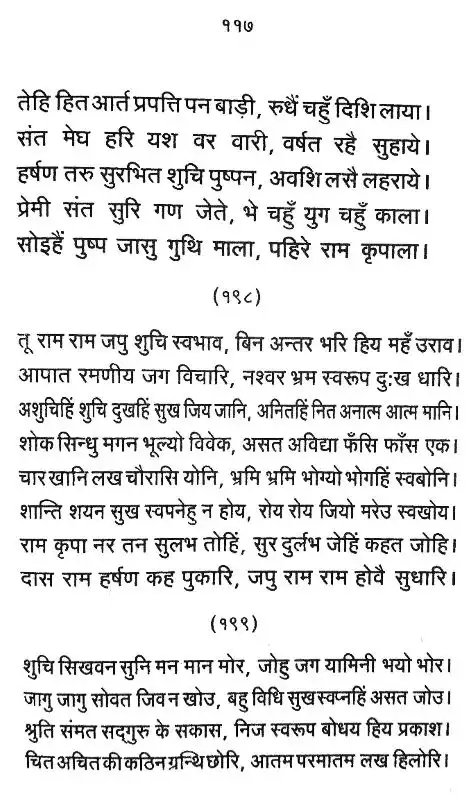 ११७
तेहि हित आर्त प्रपत्ति पन बाड़ी, रुधैं चहुँ दिशि लाया।
संत मेघ हरि यश वर वारी, वर्षत रहै सुहाये।
हर्षण तरु सुरभित शुचि पुष्पन, अवशि लसै लहराये।
प्रेमी संत सुरि गण जेते, भे चहुँ युग चहुँ काला।
सोइहैं पुष्प जासु गुथि माला, पहिरे राम कृपाला।
(१९८)
तू राम राम जपु शुचि स्वभाव, बिन अन्तर भरि हिय महँ उराव।
आपात रमणीय जग विचारि, नश्वर भ्रम स्वरूप दुःख धारि।
अशुचिहिं शुचि दुखहिं सुख जिय जानि, अनितहिं नित अनात्म आत्म मानि।
शोक सिन्धु मगन भूल्यो विवेक, असत अविद्या फँसि फाँस एक।
चार खानि लख चौरासि योनि, भ्रमि भ्रमि भोग्यो भोगहिं स्वबोनि।
शान्ति शयन सुख स्वपनेहु न होय, रोय रोय जियो मरेउ स्वखोय।
राम कृपा नर तन सुलभ तोहिं, सुर दुर्लभ जेहिं कहत जोहि।
दास राम हर्षण कह पुकारि, जपु राम राम होवै सुधारि।
(१९९)
शुचि सिखवन सुनि मन मान मोर, जोहु जग यामिनी भयो भोर।
जागु जागु सोवत जिवन खोउ, बहु विधि सुख स्वप्नहिं असत जोउ।
श्रुति संमत सद्गुरु के सकास, निज स्वरूप बोधय हिय प्रकाश।
चित अचित की कठिन ग्रन्थि छोरि, आतम परमातम लख हिलोरि।